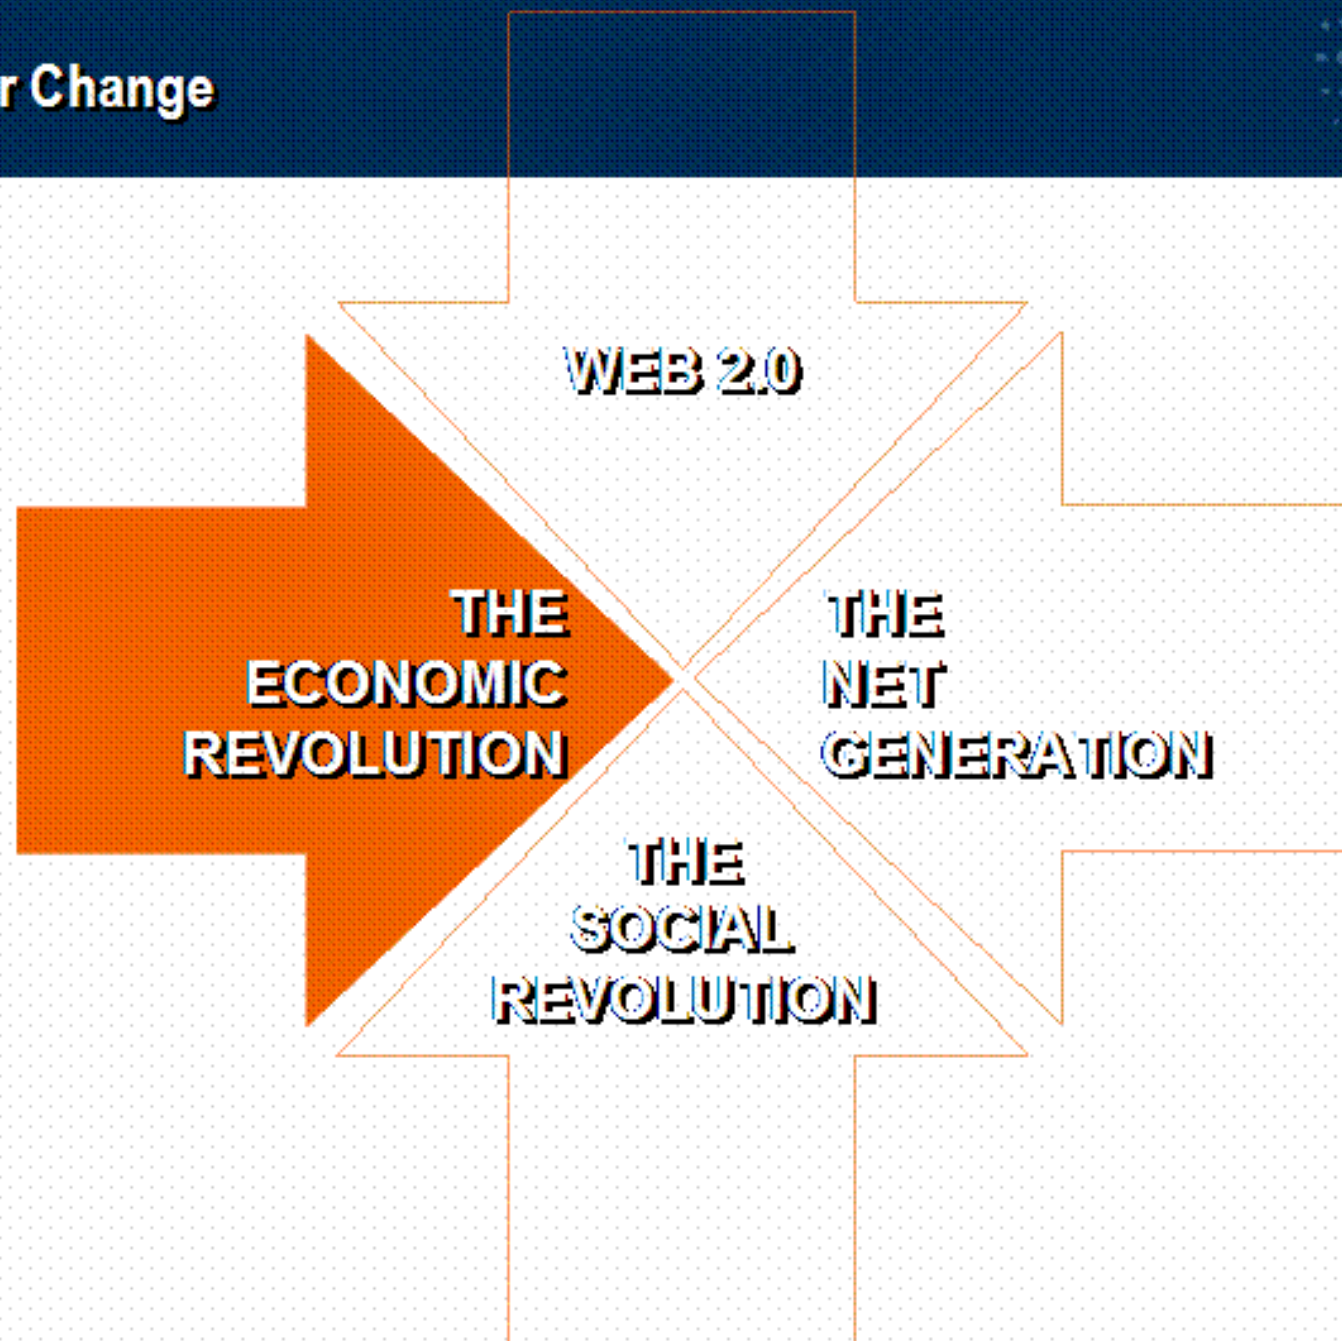 r Change
WEB 2.0
THE
ECONOMIC
REVOLUTION
THE
NET
GENERATION
THE
SOCIAL
REVOLUTION